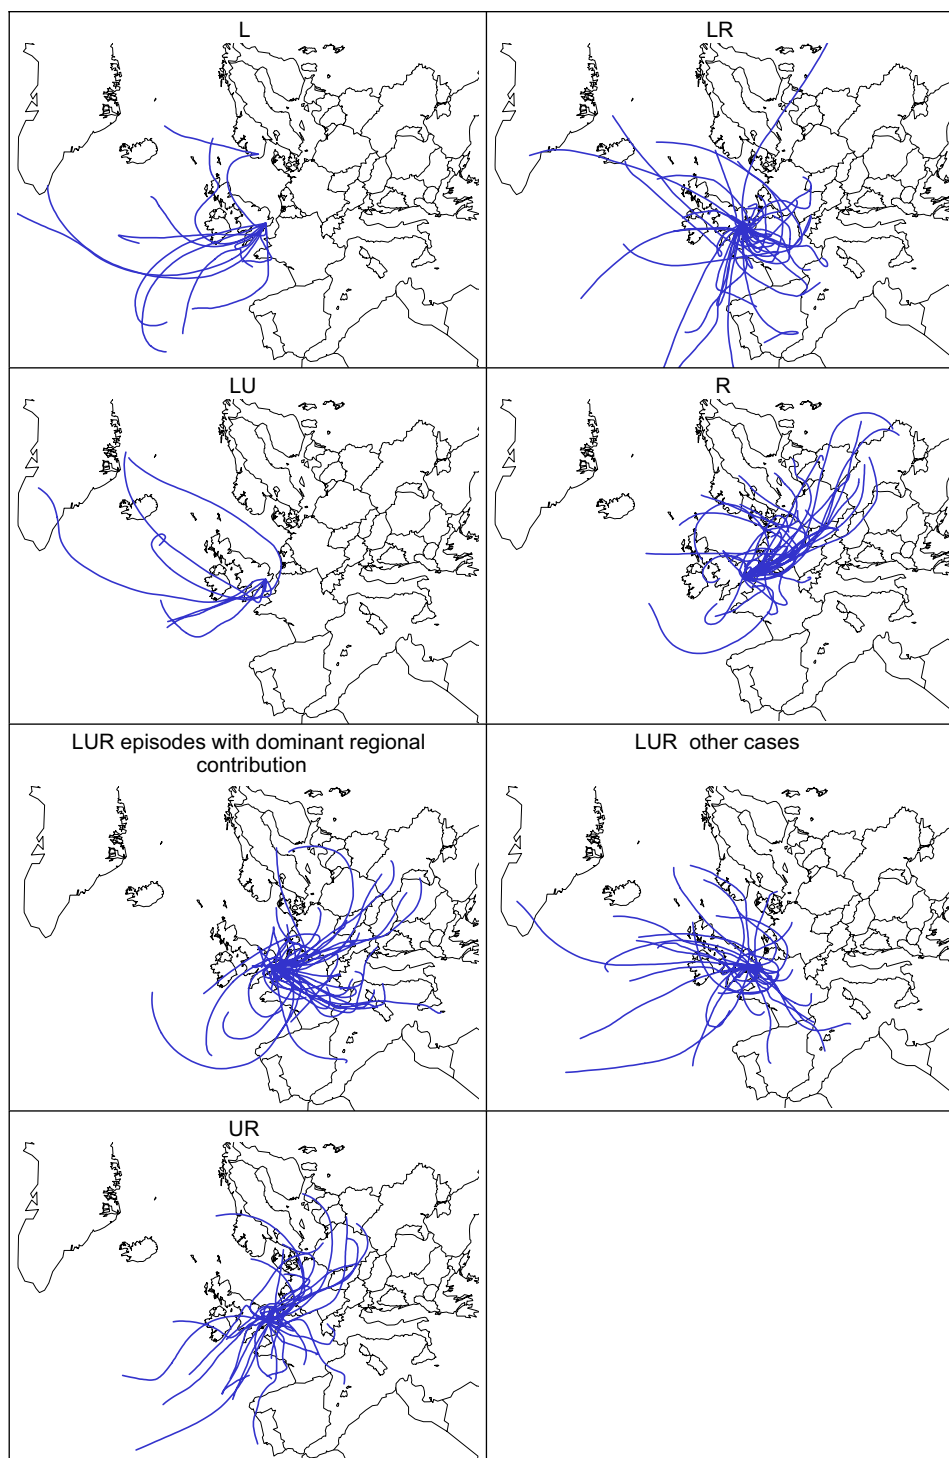 L
LR
LU
R
LUR episodes with dominant regional
contribution
LUR other cases
UR